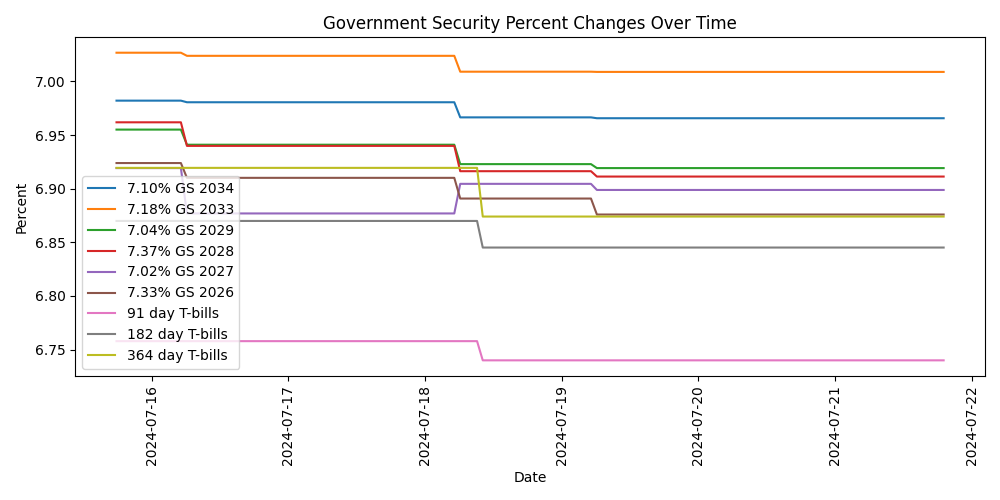 Government Security Percent Changes Over Time
Percent
7.00
6.95
6.90
6.85
6.80
6.75
7.10% GS 2034
7.18% GS 2033
7.04% GS 2029
7.37% GS 2028
7.02% GS 2027
7.33% GS 2026
91 day T-bills
182 day T-bills
364 day T-bills
2024-07-16
2024-07-17
2024-07-18
2024-07-19
2024-07-20
2024-07-21
2024-07-22
Date